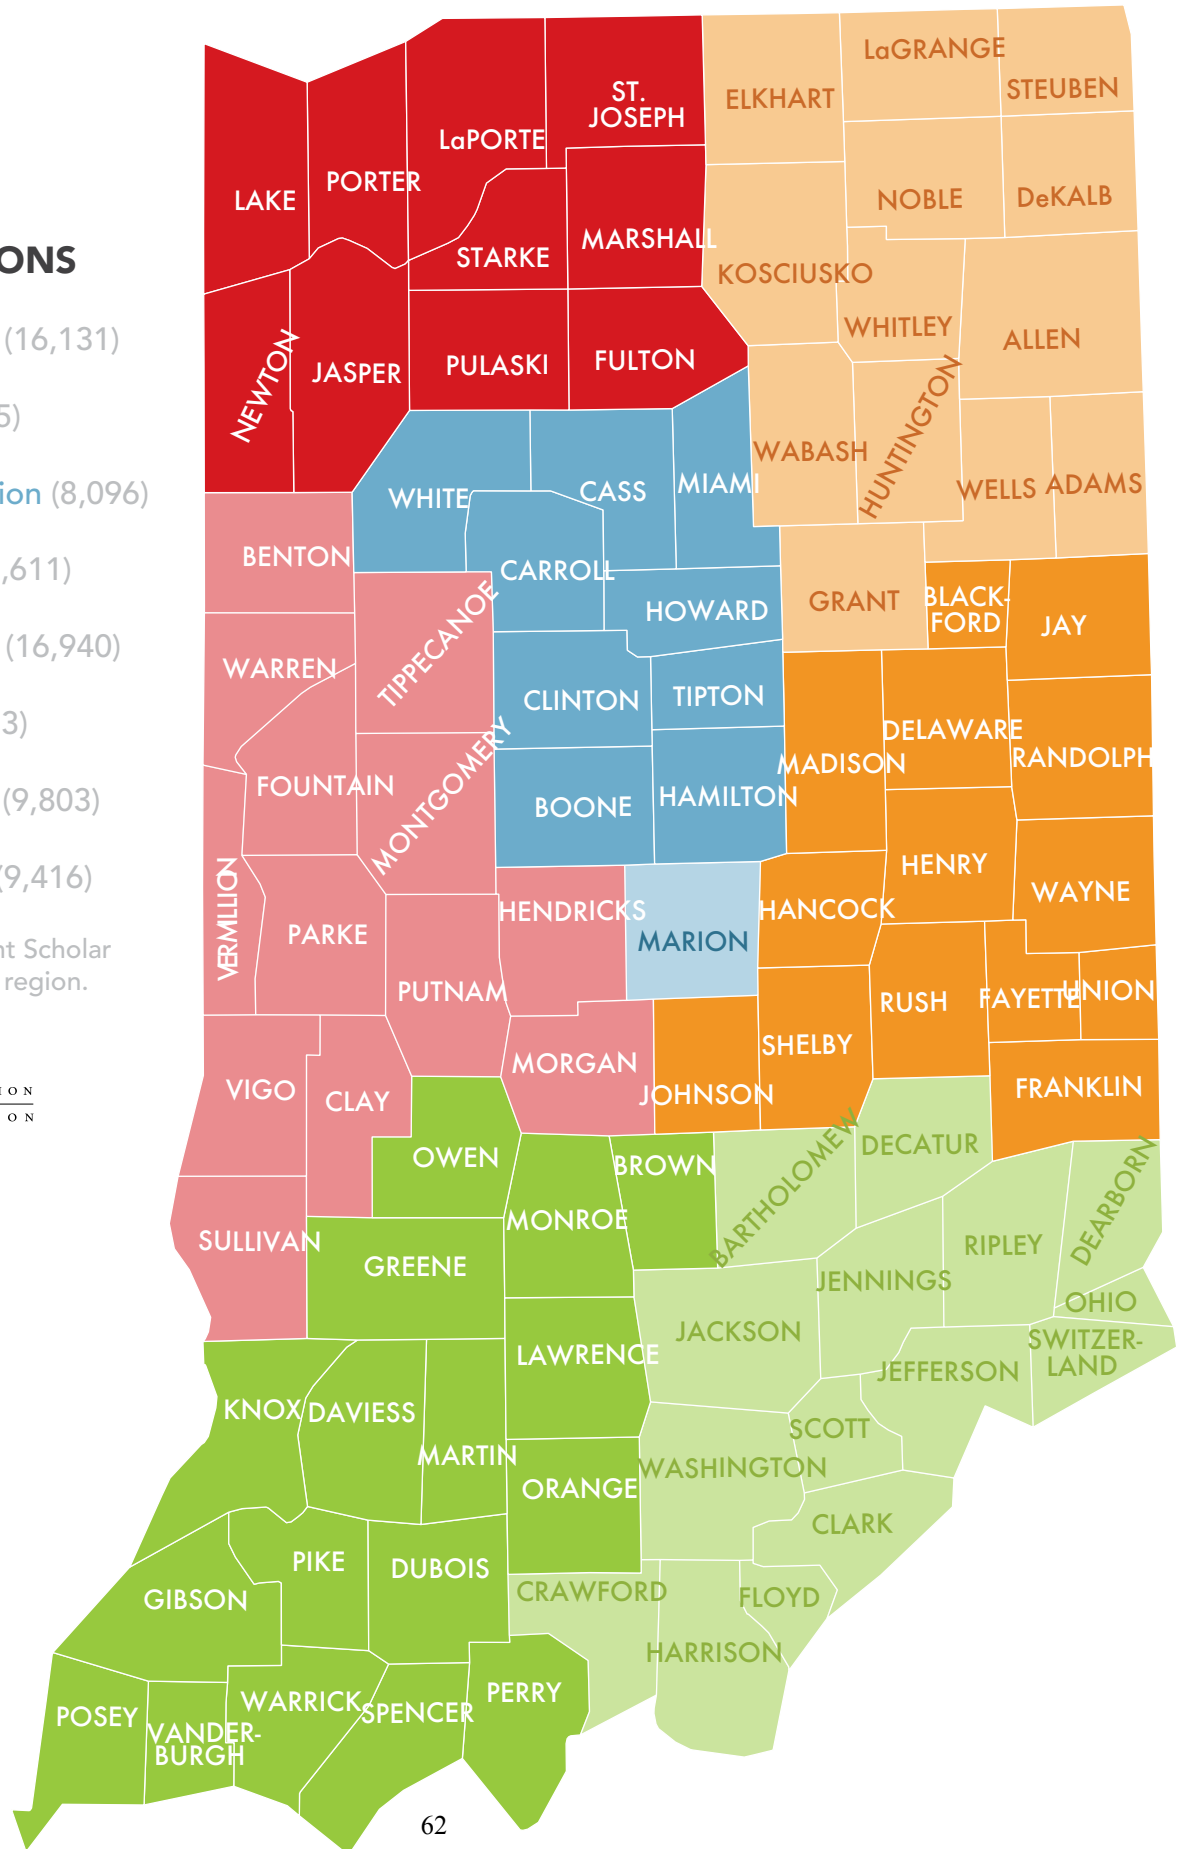 ONS
(16,131)
5)
ion (8,096)
,611)
(16,940)
3)
(9,803)
(9,416)
nt Scholar
region.
ION
ON
LAKE
PORTER
LaPORTE
ST.
JOSEPH
ELKHART
LaGRANGE
STEUBEN
NOBLE
DeKALB
STARKE
MARSHALL
KOSCIUSKO
WHITLEY
ALLEN
NEWTON
JASPER
PULASKI
FULTON
WABASH
HUNTINGTON
WELLS
ADAMS
WHITE
CASS
MIAMI
BENTON
CARROLL
HOWARD
GRANT
BLACK-
FORD
JAY
WARREN
TIPPECANOE
CLINTON
TIPTON
MADISON
DELAWARE
RANDOLPH
FOUNTAIN
MONTGOMERY
BOONE
HAMILTON
HENRY
WAYNE
VERMILLION
PARKE
PUTNAM
HENDRICKS
MARION
HANCOCK
RUSH
FAYETTE
UNION
VIGO
CLAY
MORGAN
JOHNSON
SHELBY
FRANKLIN
OWEN
MONROE
BROWN
BARTHOLOMEW
DECATUR
DEARBORN
SULLIVAN
GREENE
JENNINGS
RIPLEY
OHIO
KNOX
DAVIESS
MARTIN
LAWRENCE
JACKSON
JEFFERSON
SWITZER-
LAND
ORANGE
WASHINGTON
SCOTT
CLARK
GIBSON
PIKE
DUBOIS
CRAWFORD
FLOYD
HARRISON
POSEY
VANDER-
BURGH
WARRICK
SPENCER
PERRY
62